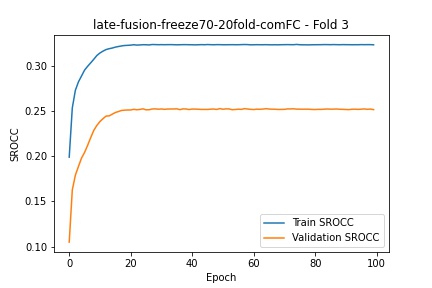 late-fusion-freeze70-20fold-comFC - Fold 3
SROCC
0.30
0.25
0.20
0.15
0.10
Train SROCC
Validation SROCC
0 20 40 60 80 100
Epoch